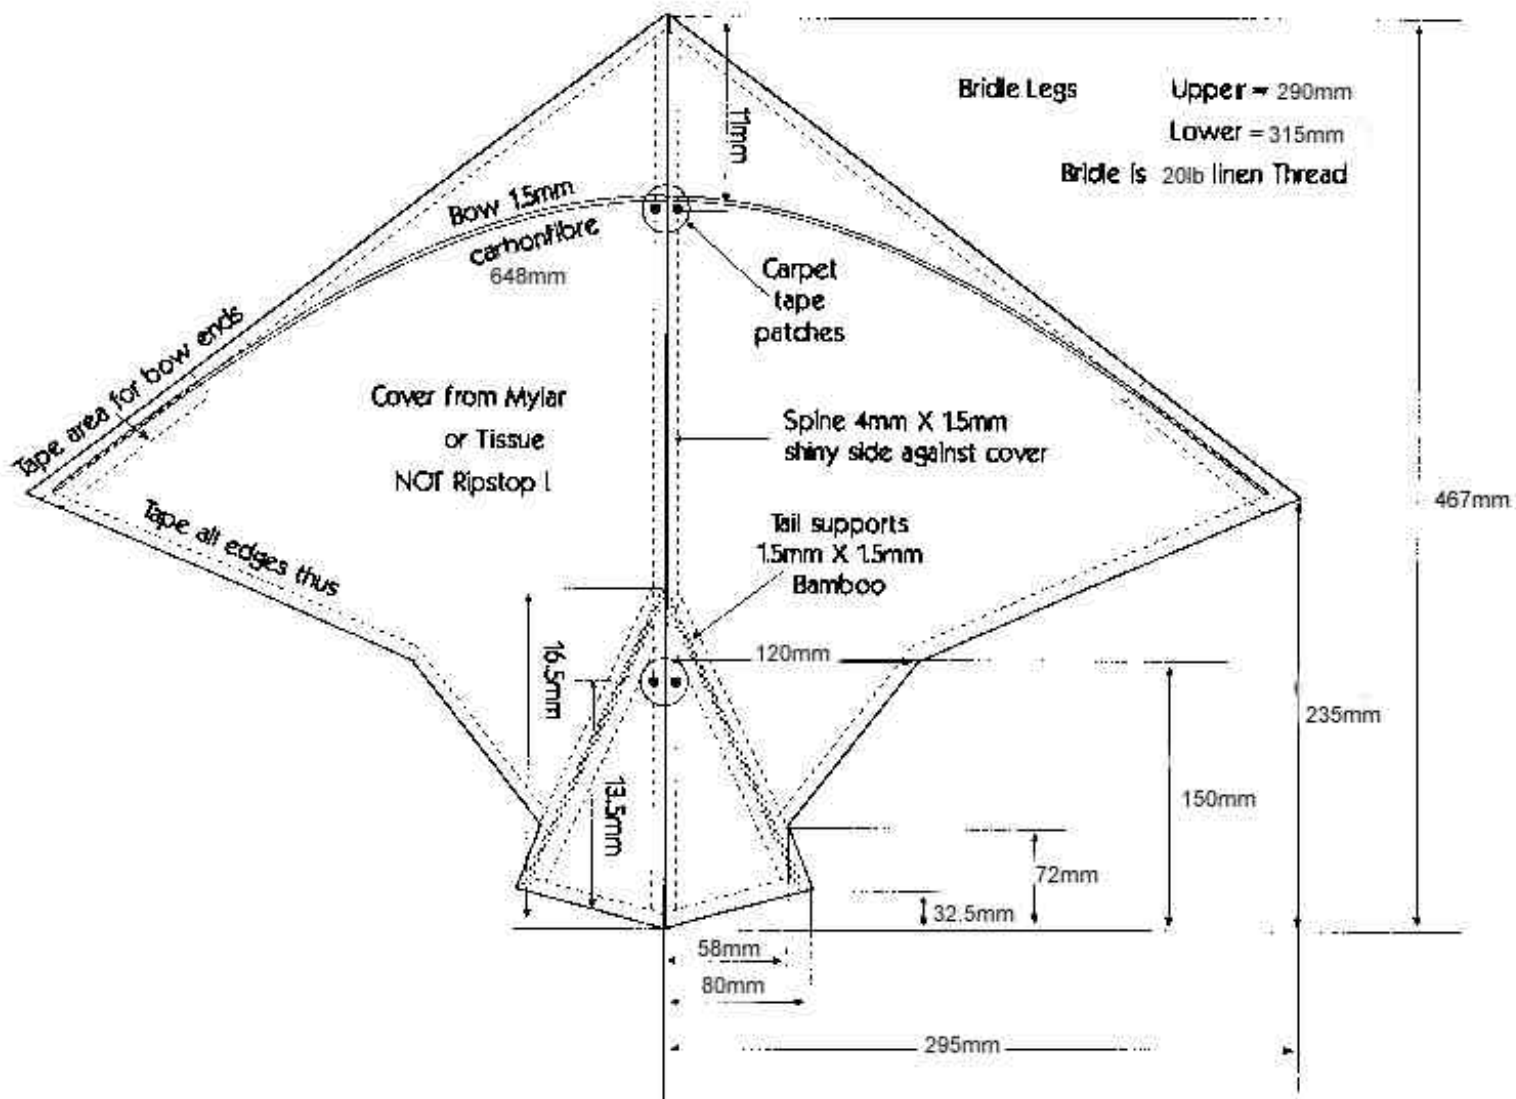 Bridle Legs Upper = 290mm
Lower = 315mm
Bridle is 20lb linen Thread
11mm
Bow 1.5mm
carbonfibre
648mm
Carpet
tape
patches
Tape area for bow ends
Cover from Mylar
or Tissue
NOT Ripstop !
Spine 4mm X 1.5mm
shiny side against cover
467mm
Tape all edges thus
Tail supports
1.5mm X 1.5mm
Bamboo
16.5mm
120mm
235mm
13.5mm
150mm
72mm
32.5mm
58mm
80mm
295mm